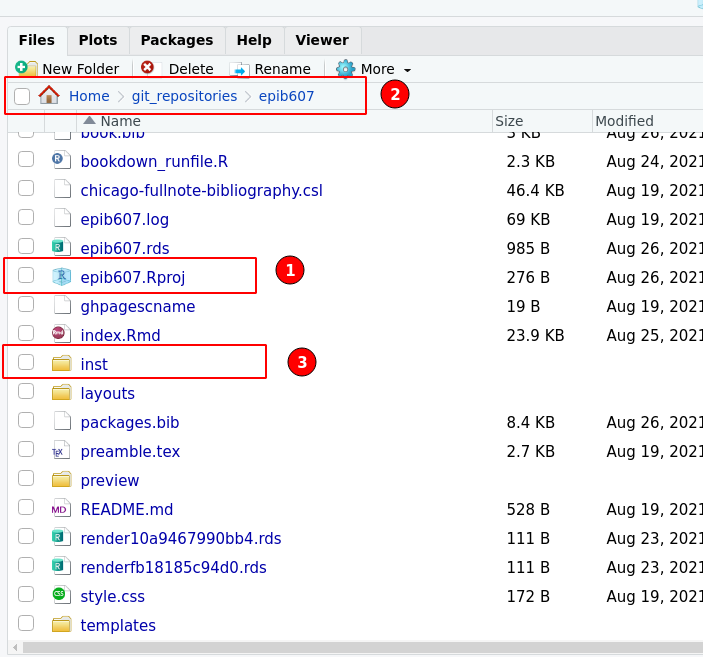 Files Plots Packages Help Viewer
New Folder Delete Rename More
Home git_repositories epib607 2
Name Size Modified
book.bib 3 KB Aug 26, 2021
bookdown_runfile.R 2.3 KB Aug 24, 2021
chicago-fullnote-bibliography.csl 46.4 KB Aug 19, 2021
epib607.log 69 KB Aug 19, 2021
epib607.rds 985 B Aug 26, 2021
epib607.Rproj 276 B Aug 26, 2021
1
ghpagescname 19 B Aug 19, 2021
index.Rmd 23.9 KB Aug 25, 2021
inst 3
layouts
packages.bib 8.4 KB Aug 26, 2021
preamble.tex 2.7 KB Aug 19, 2021
preview
README.md 528 B Aug 19, 2021
render10a9467990bb4.rds 111 B Aug 23, 2021
renderfb18185c94d0.rds 111 B Aug 23, 2021
style.css 172 B Aug 19, 2021
templates